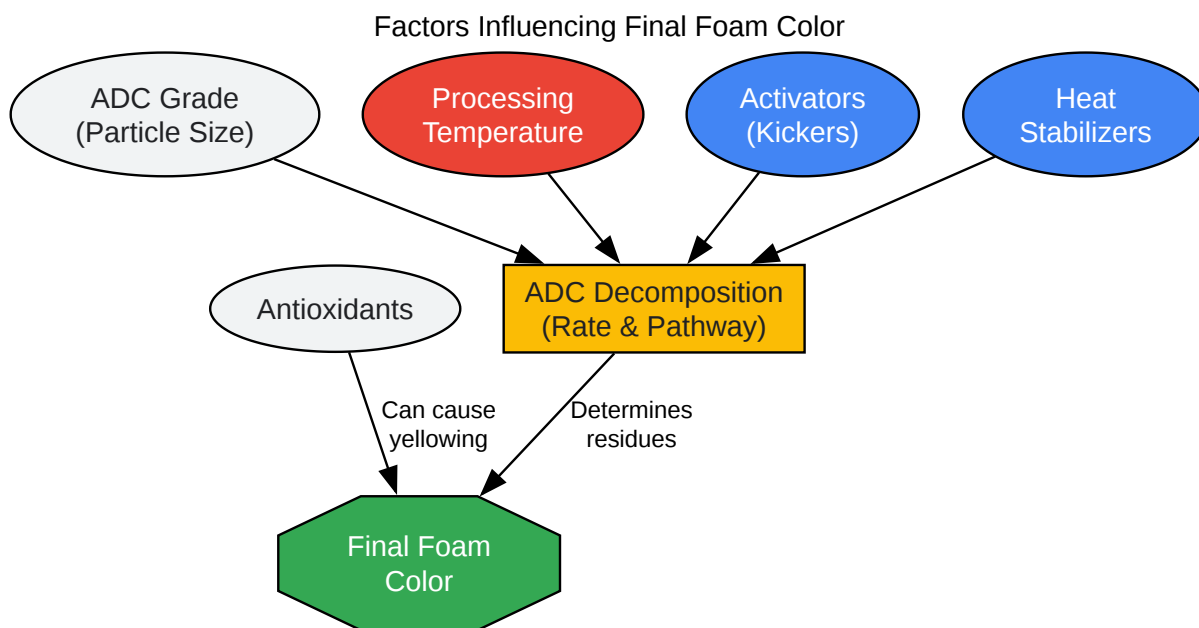 Factors Influencing Final Foam Color
ADC Grade
(Particle Size)
Processing
Temperature
Activators
(Kickers)
Heat
Stabilizers
Antioxidants
ADC Decomposition
(Rate & Pathway)
Can cause
yellowing
Determines
residues
Final Foam
Color